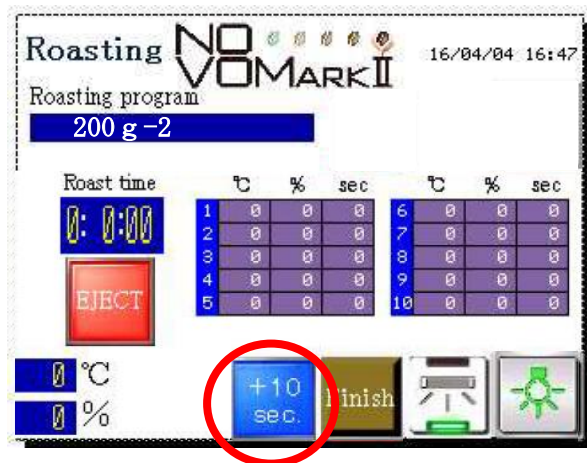 Roasting NOVOMARKⅡ 16/04/04 16:47
Roasting program
200 g-2
Roast time ℃ % sec ℃ % sec
0: 0:00
1 0 0 0 6 0 0 0
2 0 0 0 7 0 0 0
3 0 0 0 8 0 0 0
4 0 0 0 9 0 0 0
5 0 0 0 10 0 0 0
EJECT
0 ℃
0 %
+10
sec.
Finish